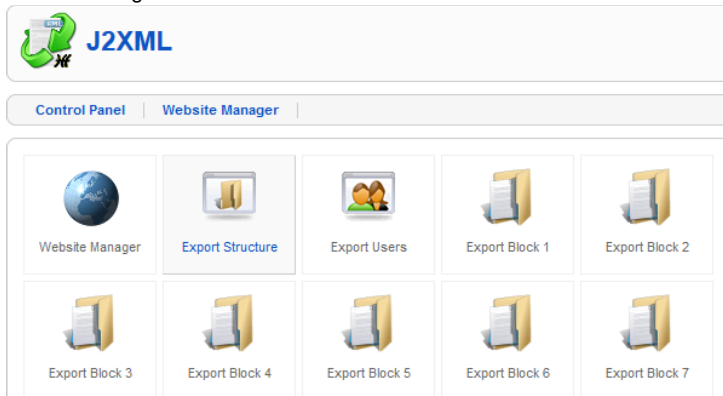 J2XML
Control Panel
Website Manager
Website Manager
Export Structure
Export Users
Export Block 1
Export Block 2
Export Block 3
Export Block 4
Export Block 5
Export Block 6
Export Block 7